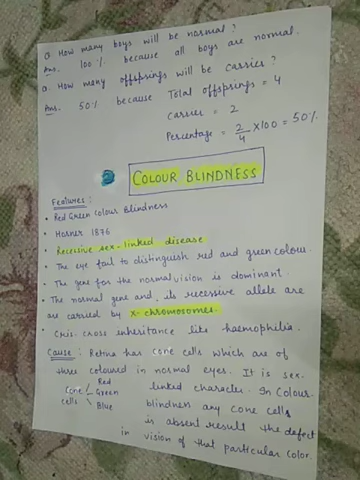 Q. How many boys will be normal?
Ans. 100% because all boys are normal.
Q. How many offsprings will be carrier?
Ans. 50% because Total offsprings = 4
Carrier = 2
Percentage = 2/4 × 100 = 50%
COLOUR BLINDNESS
Features:
• Red Green Colour Blindness
• Horner 1876
• Recessive sex-linked disease
• The eye fail to distinguish red and green colour.
• The gene for the normal vision is dominant.
• The normal gene and its recessive allele are
are carried by X-chromosomes.
• Criss cross inheritance like haemophilia.
Cause: Retina has cone cells which are of
three coloured in normal eyes. It is sex-
cone cells Red Green Blue
linked character. In Colour
blindness any cone cells
is absent result the defect
in vision of that particular color.